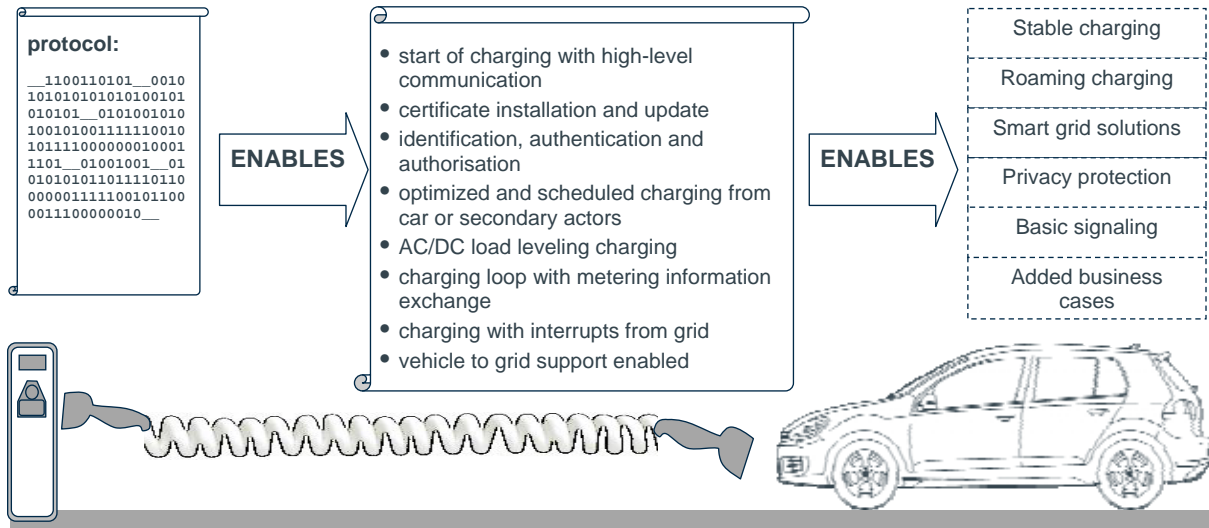 protocol:
__1100110101__0010
101010101010100101
010101__0101001010
100101001111110010
101111000000010001
1101__01001001__01
010101011011110110
000001111100101100
00111000000010__
ENABLES
• start of charging with high-level
communication
• certificate installation and update
• identification, authentication and
authorisation
• optimized and scheduled charging from
car or secondary actors
• AC/DC load leveling charging
• charging loop with metering information
exchange
• charging with interrupts from grid
• vehicle to grid support enabled
ENABLES
Stable charging
Roaming charging
Smart grid solutions
Privacy protection
Basic signaling
Added business
cases